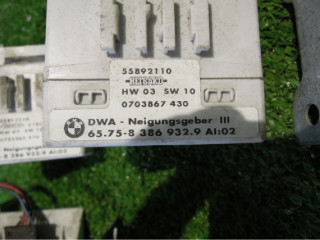 55892110
HW 03 SW 10
0703867 430
DWA - Neigungsgeber III
65.75-8 386 932.9 AI:02